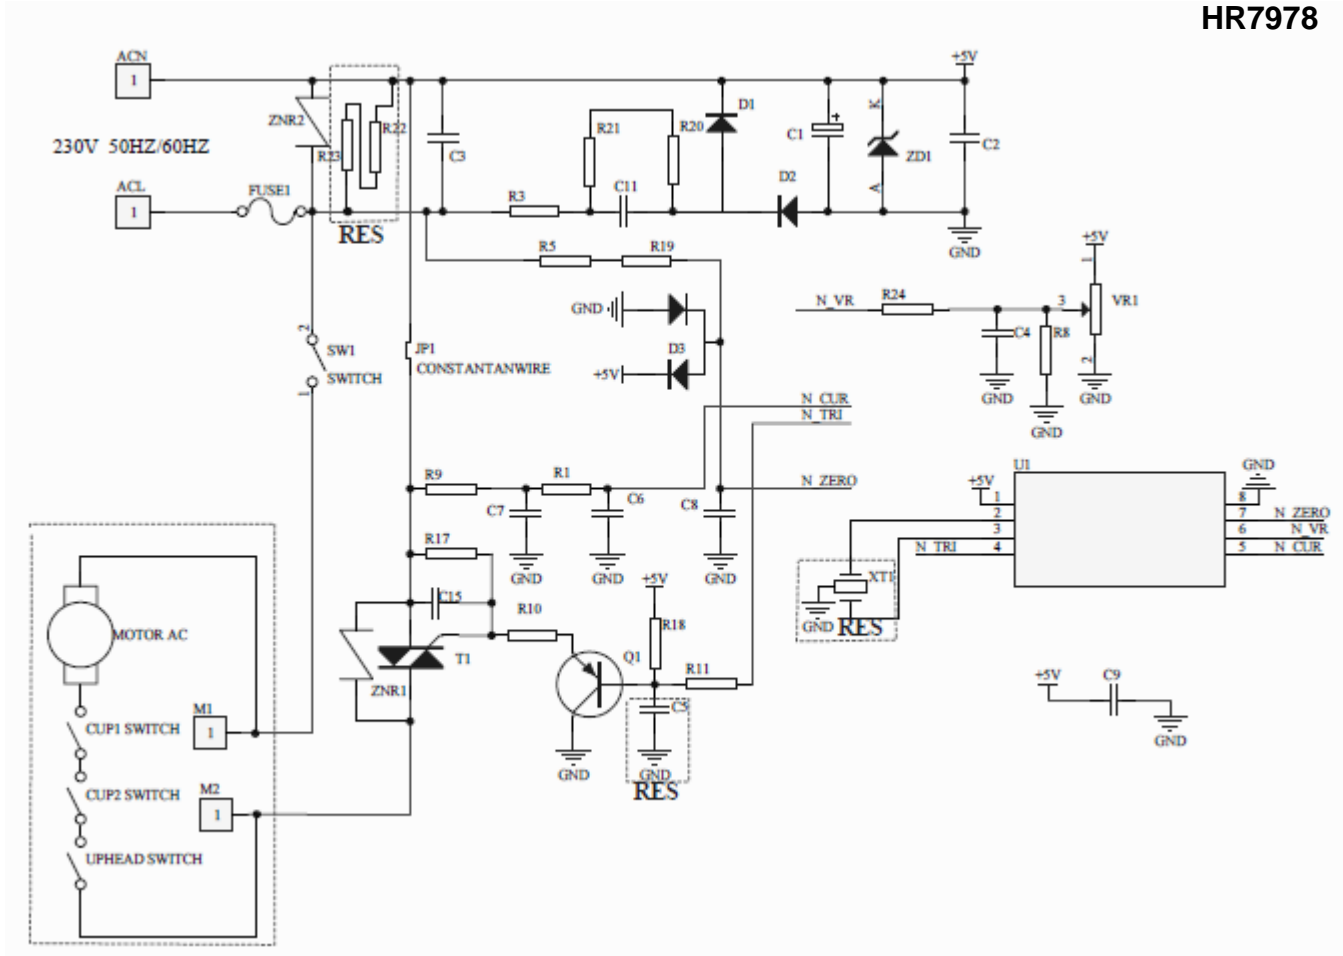 HR7978
ACN
1
+5V
ZNR2
R22
R23
230V 50HZ/60HZ
C3
R21
R20
D1
C1
+
K
ZD1
A
C2
ACL
1
FUSE1
RES
R3
C11
D2
GND
R5
R19
+5V
1
GND
N_VR
R24
3
VR1
C4
R8
2
GND
GND
GND
2
SW1
SWITCH
1
JP1
CONSTANTANWIRE
D3
+5V
N_CUR
N_TRI
R9
R1
N_ZERO
C7
C6
C8
GND
GND
GND
U1
GND
+5V
1
2
3
4
8
7
6
5
N_ZERO
N_VR
N_CUR
N_TRI
XT1
GND
RES
R17
C15
R10
+5V
R18
T1
ZNR1
Q1
R11
C5
GND
GND
RES
+5V
C9
GND
MOTOR AC
M1
1
CUP1 SWITCH
M2
1
CUP2 SWITCH
UPHEAD SWITCH